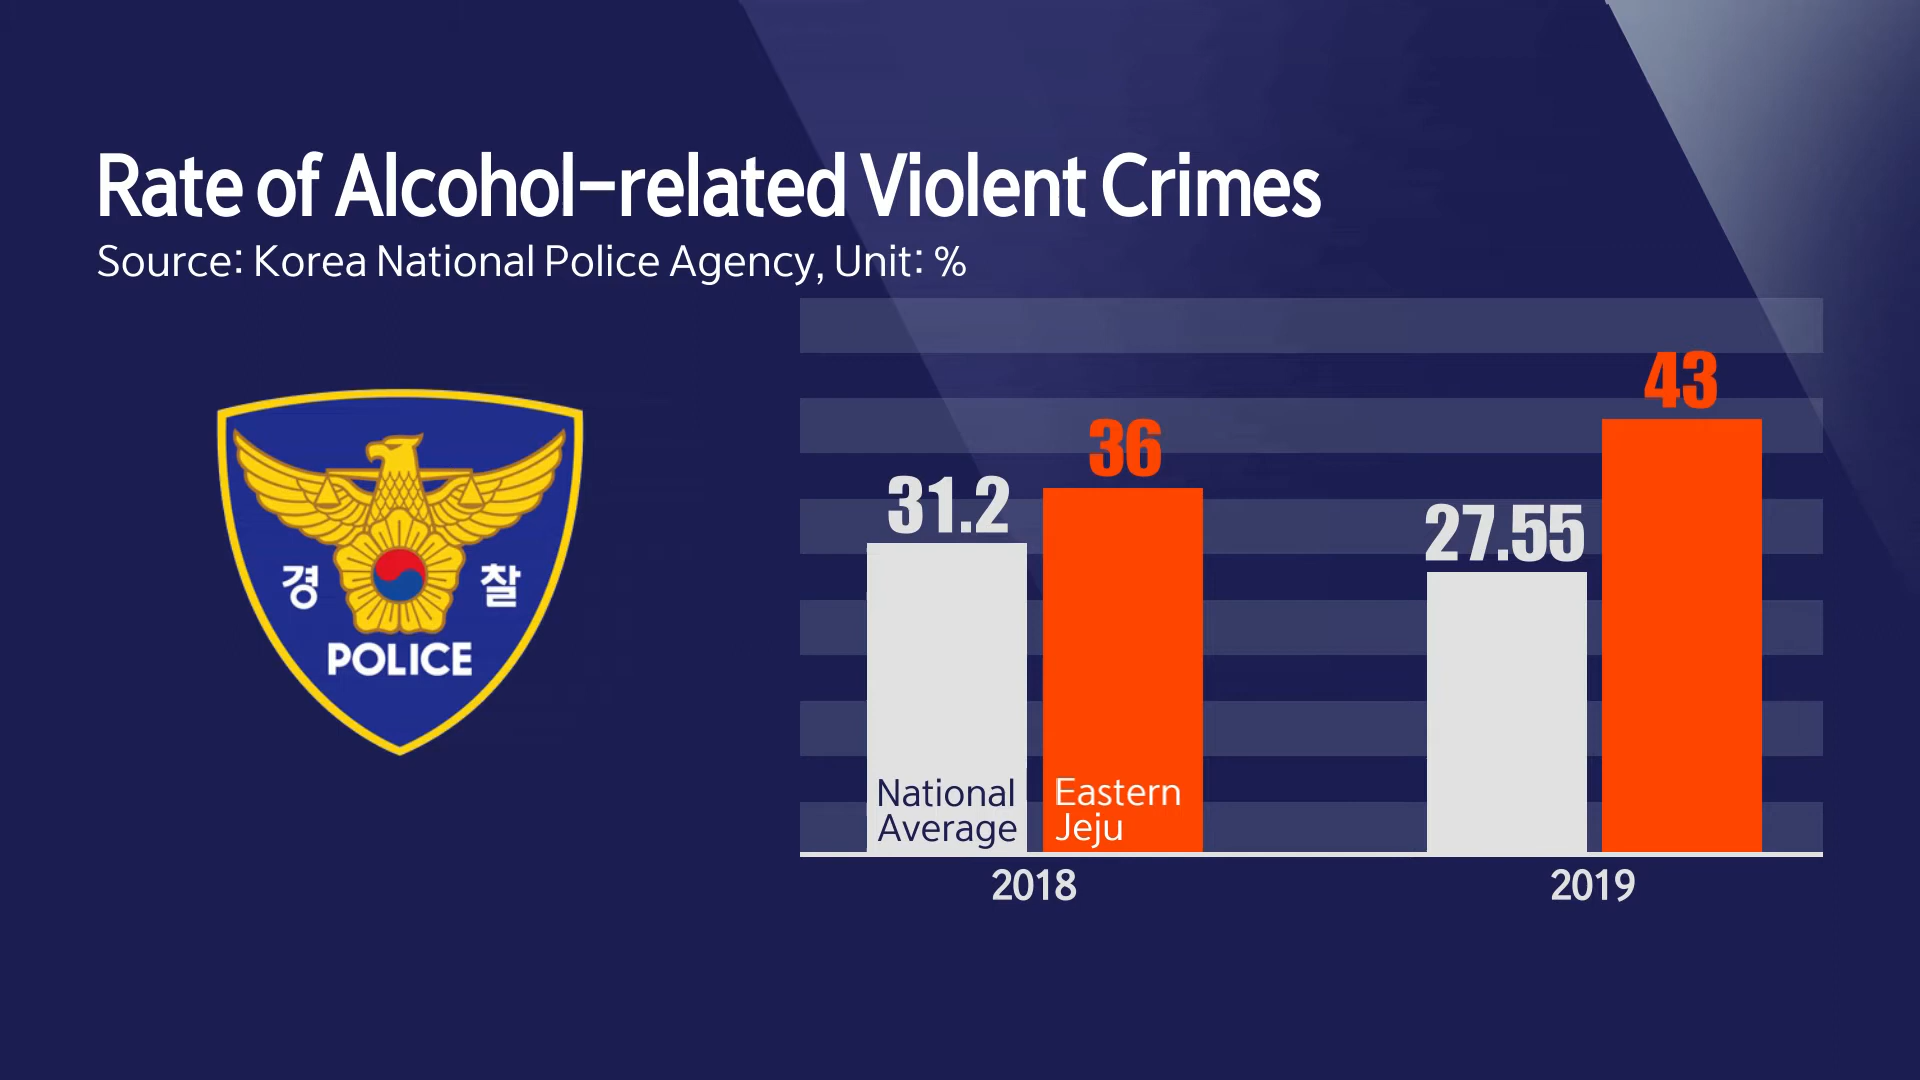 Rate of Alcohol-related Violent Crimes
Source: Korea National Police Agency, Unit: %
경 찰
POLICE
31.2
36
27.55
43
National
Average
Eastern
Jeju
2018
2019